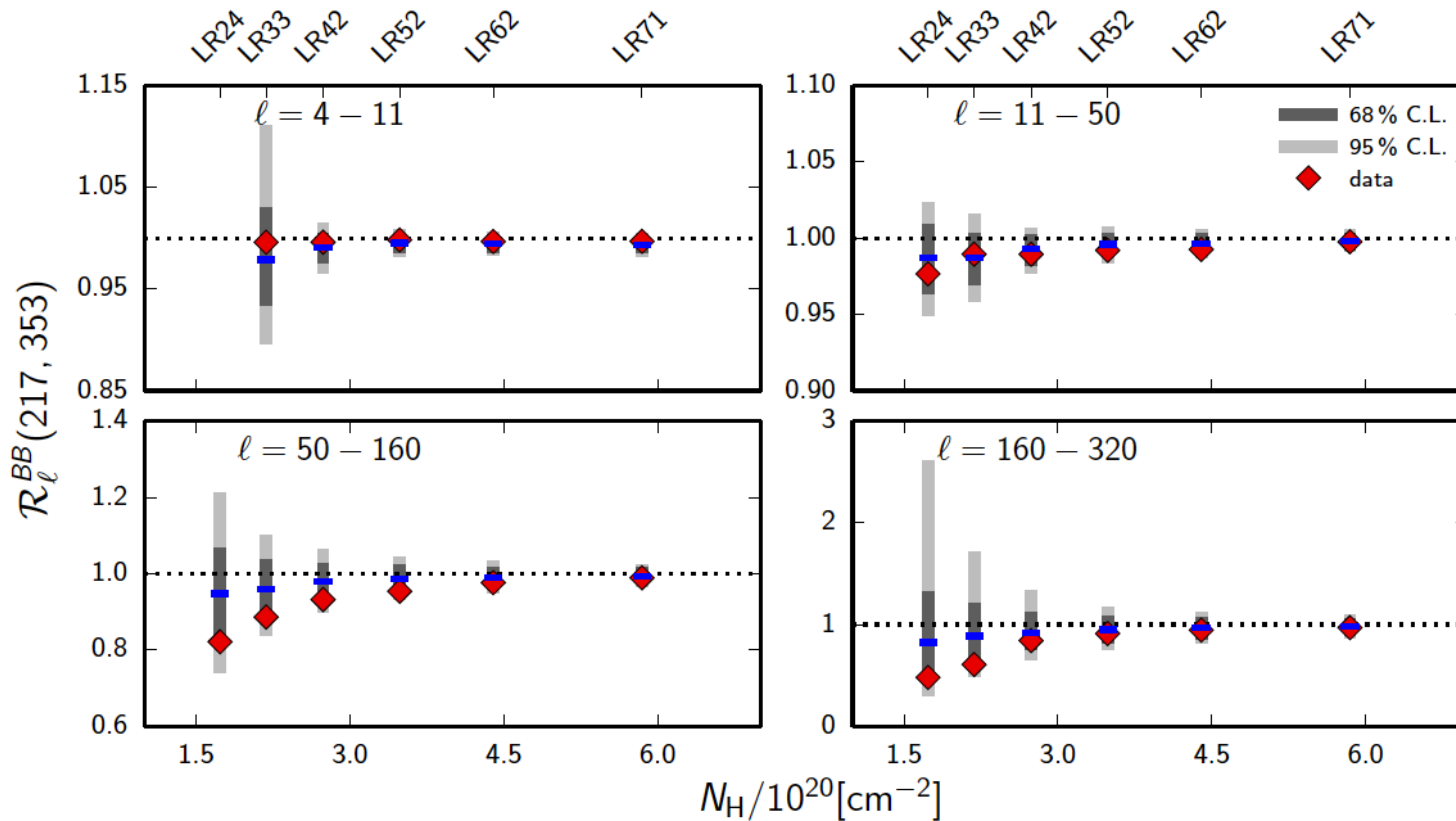 LR24 LR33 LR42 LR52 LR62 LR71 LR24 LR33 LR42 LR52 LR62 LR71
1.15 ℓ = 4 − 11 1.10 ℓ = 11 − 50 68% C.L.
95% C.L.
data
1.05 1.05
0.95 1.00
0.95
0.85 0.90
ℛ_ℓ^{BB}(217, 353)
1.4 ℓ = 50 − 160 3 ℓ = 160 − 320
1.2 2
1.0 1
0.8
0.6 0
1.5 3.0 4.5 6.0 1.5 3.0 4.5 6.0
N_H/10^{20}[cm^{−2}]